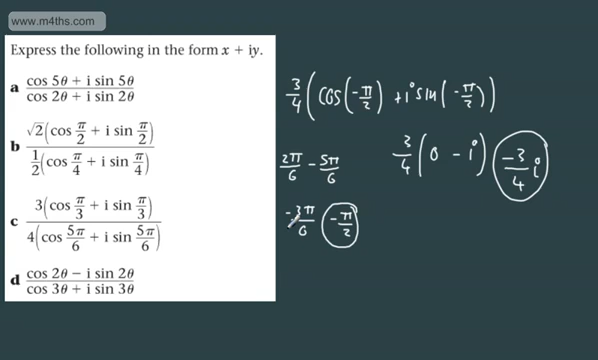 www.m4ths.com
Express the following in the form x + iy.
a (cos 5θ + i sin 5θ)/(cos 2θ + i sin 2θ)
b √2(cos π/2 + i sin π/2) / ½(cos π/4 + i sin π/4)
c 3(cos π/3 + i sin π/3) / 4(cos 5π/6 + i sin 5π/6)
d (cos 2θ − i sin 2θ)/(cos 3θ + i sin 3θ)
3/4 (cos(-π/2) + i sin(-π/2))
3/4 (0 - i) -3/4 i
2π/6 - 5π/6
-3π/6 -π/2